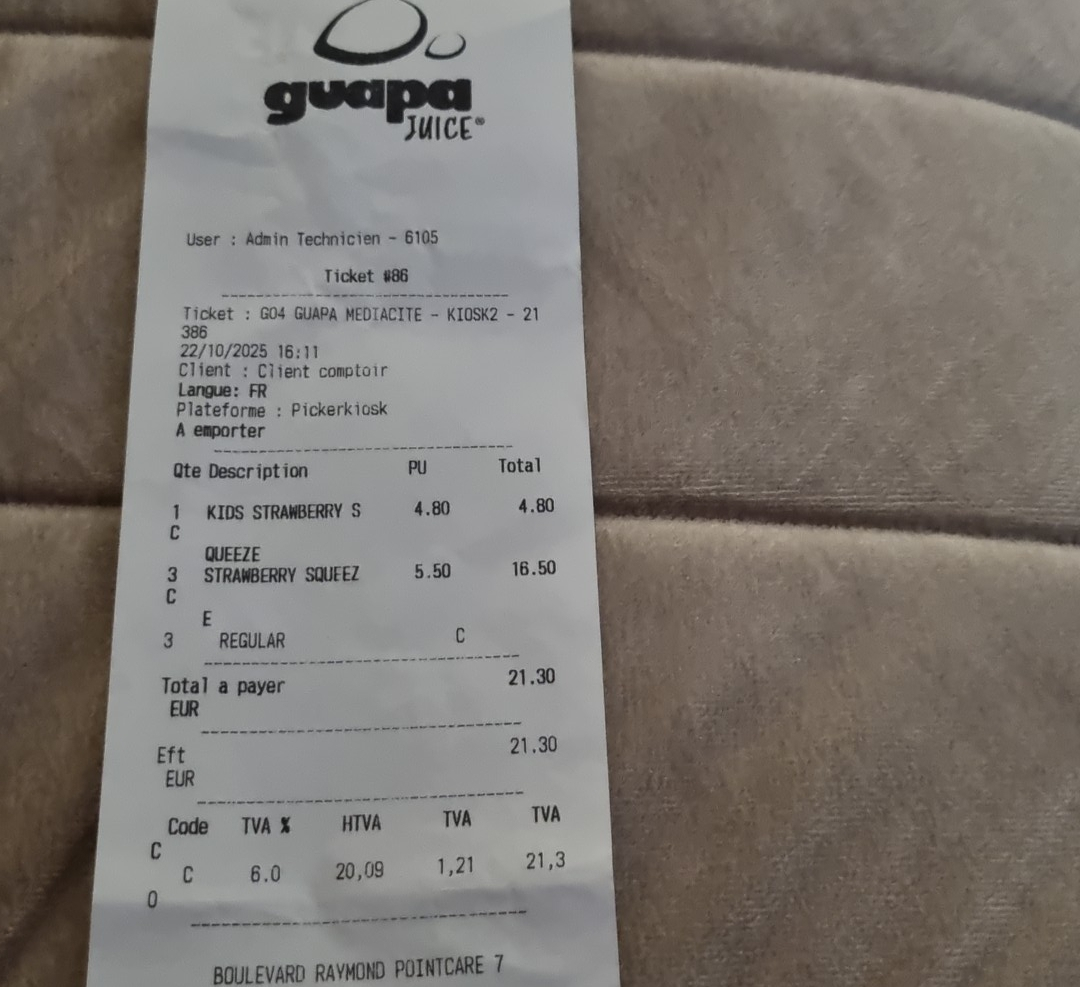 guapa
JUICE®
User : Admin Technicien - 6105
Ticket #86
Ticket : GO4 GUAPA MEDIACITE - KIOSK2 - 21
386
22/10/2025 16:11
Client : Client comptoir
Langue: FR
Plateforme : Pickerkiosk
A emporter
Qte Description PU Total
1 KIDS STRAWBERRY S 4.80 4.80
C
QUEEZE
3 STRAWBERRY SQUEEZ 5.50 16.50
C
E
3 REGULAR C
Total a payer 21.30
EUR
Eft 21.30
EUR
Code TVA % HTVA TVA TVA
C
C 6.0 20,09 1,21 21,3
0
BOULEVARD RAYMOND POINTCARE 7